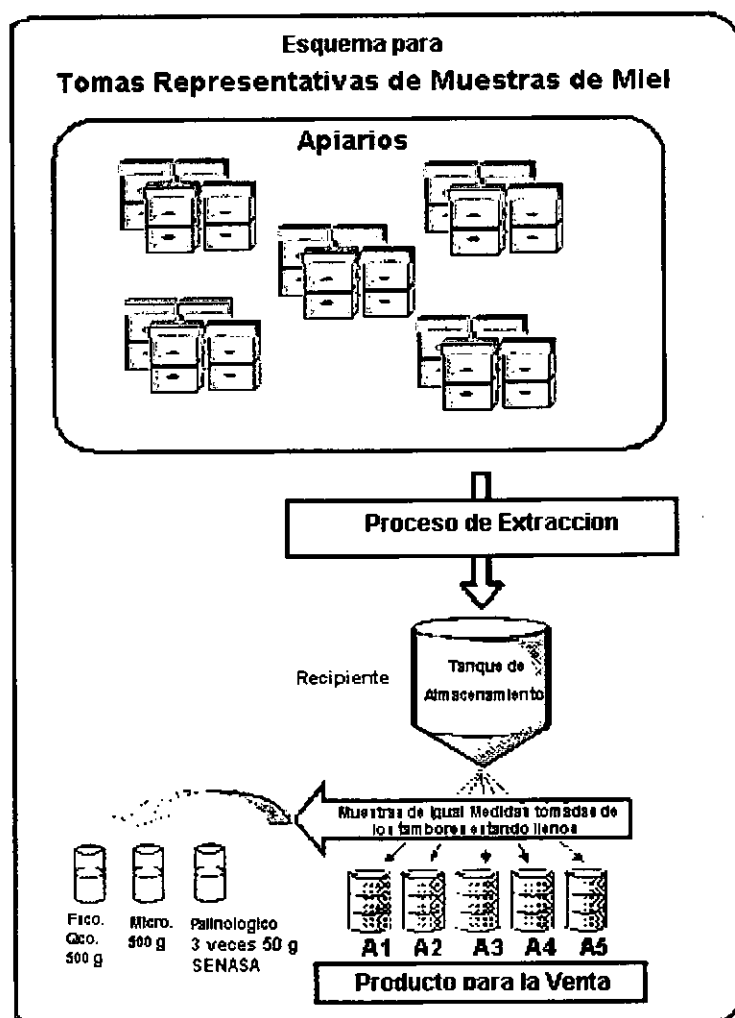 Esquema para
Tomas Representativas de Muestras de Miel
Apiarios
Proceso de Extraccion
Recipiente
Tanque de
Almacenamiento
Muestras de Igual Medidas tomadas de
los tambores estando llenos
Fico.
Qco.
500 g
Micro.
500 g
Palinologico
3 veces 50 g
SENASA
A1 A2 A3 A4 A5
Producto para la Venta